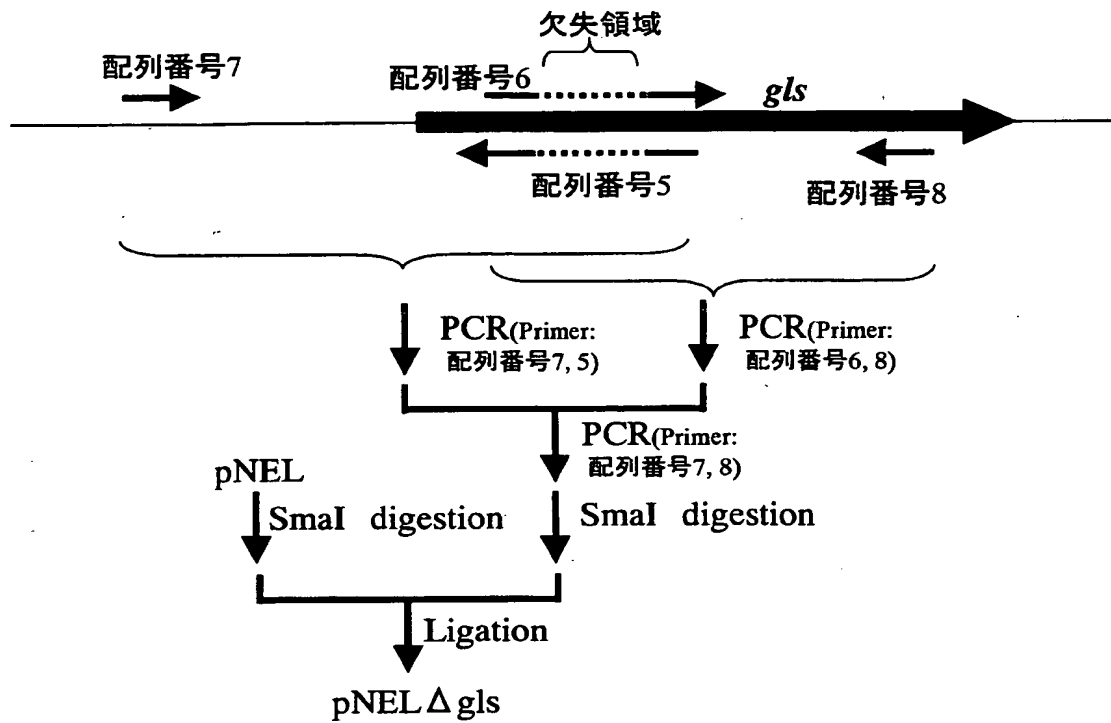 欠失領域
配列番号7
配列番号6
gls
配列番号5
配列番号8
PCR(Primer:
配列番号7, 5)
PCR(Primer:
配列番号6, 8)
PCR(Primer:
配列番号7, 8)
pNEL
SmaI digestion
SmaI digestion
Ligation
pNELΔgls